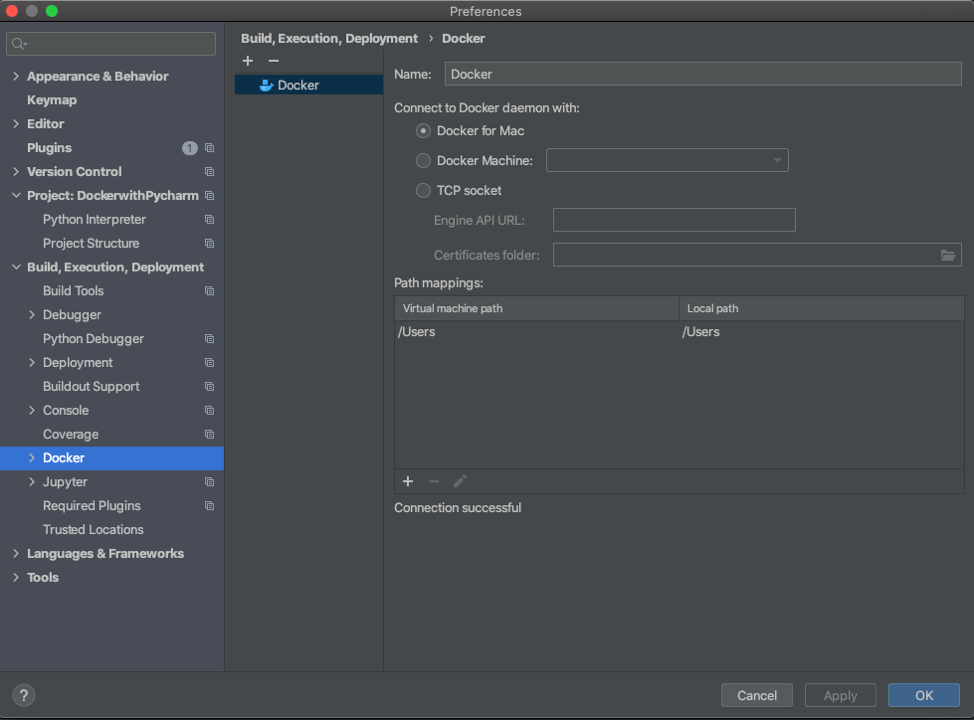 Preferences
Appearance & Behavior
Keymap
Editor
Plugins 1
Version Control
Project: DockerwithPycharm
Python Interpreter
Project Structure
Build, Execution, Deployment
Build Tools
Debugger
Python Debugger
Deployment
Buildout Support
Console
Coverage
Docker
Jupyter
Required Plugins
Trusted Locations
Languages & Frameworks
Tools
Build, Execution, Deployment › Docker
+ −
Docker
Name: Docker
Connect to Docker daemon with:
Docker for Mac
Docker Machine:
TCP socket
Engine API URL:
Certificates folder:
Path mappings:
Virtual machine path Local path
/Users /Users
+ −
Connection successful
? Cancel Apply OK